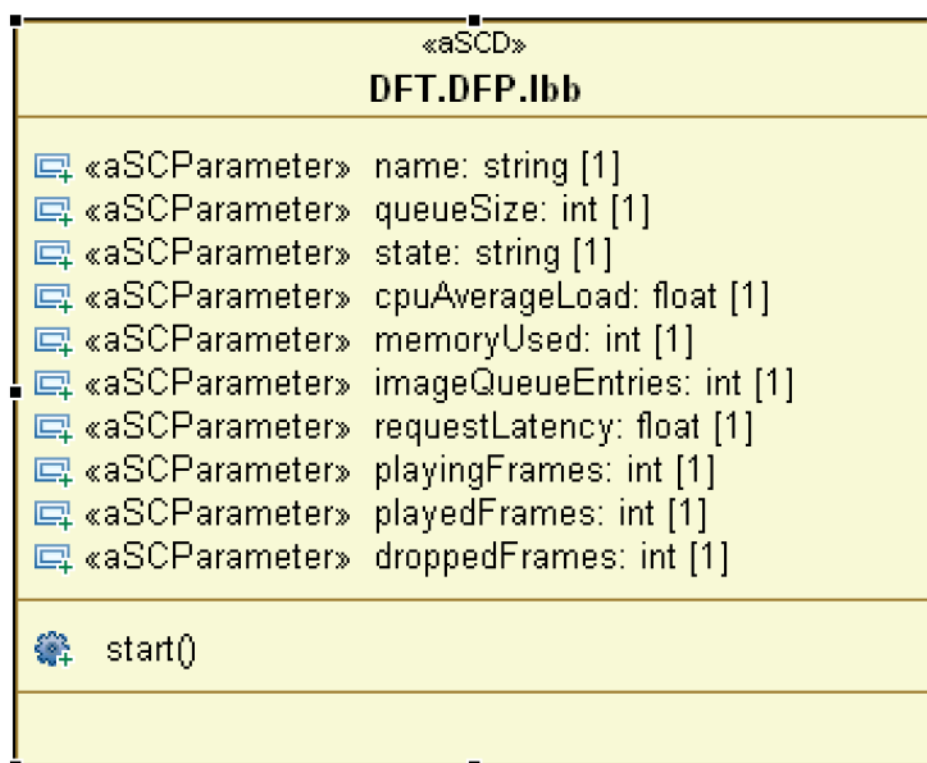 «aSCD»
DFT.DFP.lbb
«aSCParameter» name: string [1]
«aSCParameter» queueSize: int [1]
«aSCParameter» state: string [1]
«aSCParameter» cpuAverageLoad: float [1]
«aSCParameter» memoryUsed: int [1]
«aSCParameter» imageQueueEntries: int [1]
«aSCParameter» requestLatency: float [1]
«aSCParameter» playingFrames: int [1]
«aSCParameter» playedFrames: int [1]
«aSCParameter» droppedFrames: int [1]
start()